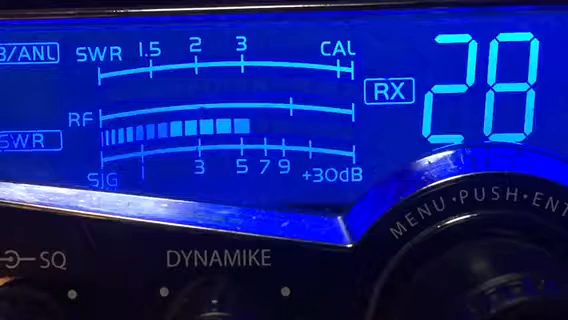 B/ANL SWR 1.5 2 3 CAL
RX
28
RF
SWR
SIG 1 3 5 7 9 +30dB
MENU·PUSH·ENT
SQ
DYNAMIKE